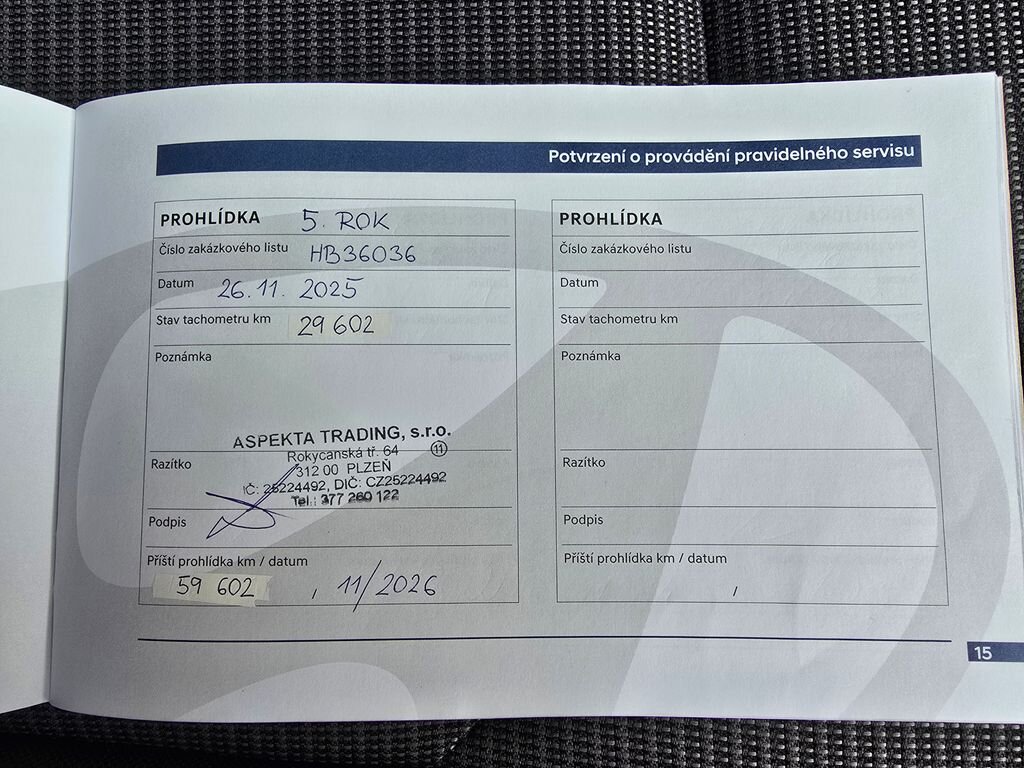 Potvrzení o provádění pravidelného servisu
PROHLÍDKA 5. ROK
Číslo zakázkového listu HB36036
Datum 26.11. 2025
Stav tachometru km 29 602
Poznámka
ASPEKTA TRADING, s.r.o.
Rokycanská tř. 64 11
312 00 PLZEŇ
Razítko
IČ: 25224492, DIČ: CZ25224492
Tel.: 377 260 122
Podpis
Příští prohlídka km / datum
59 602 , 11/2026
PROHLÍDKA
Číslo zakázkového listu
Datum
Stav tachometru km
Poznámka
Razítko
Podpis
Příští prohlídka km / datum
/
15